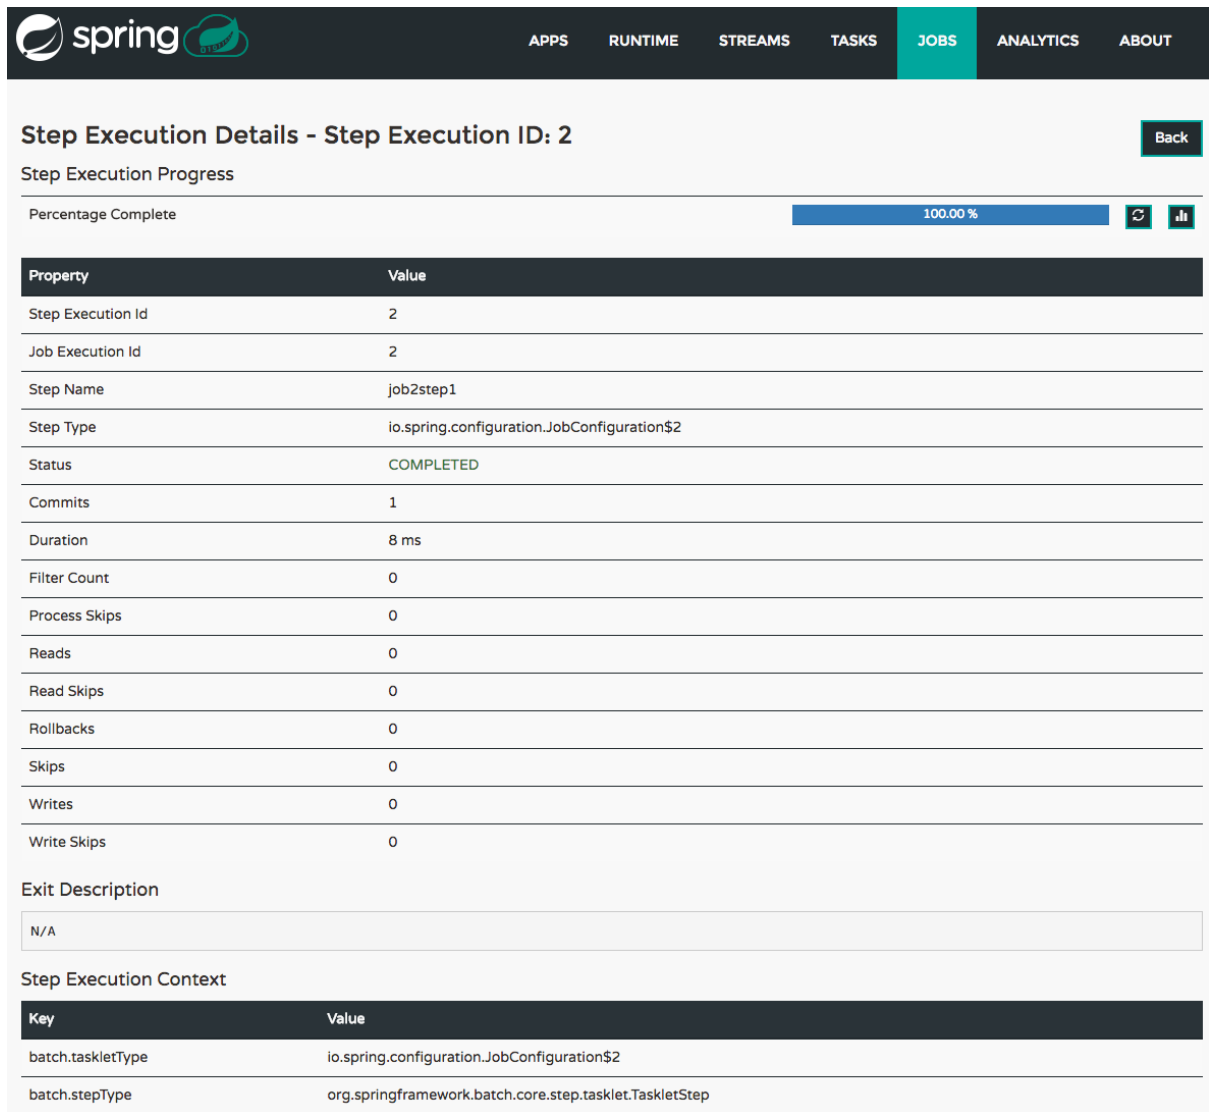 spring
APPS RUNTIME STREAMS TASKS JOBS ANALYTICS ABOUT
Step Execution Details - Step Execution ID: 2
Back
Step Execution Progress
Percentage Complete 100.00 %
Property Value
Step Execution Id 2
Job Execution Id 2
Step Name job2step1
Step Type io.spring.configuration.JobConfiguration$2
Status COMPLETED
Commits 1
Duration 8 ms
Filter Count 0
Process Skips 0
Reads 0
Read Skips 0
Rollbacks 0
Skips 0
Writes 0
Write Skips 0
Exit Description
N/A
Step Execution Context
Key Value
batch.taskletType io.spring.configuration.JobConfiguration$2
batch.stepType org.springframework.batch.core.step.tasklet.TaskletStep